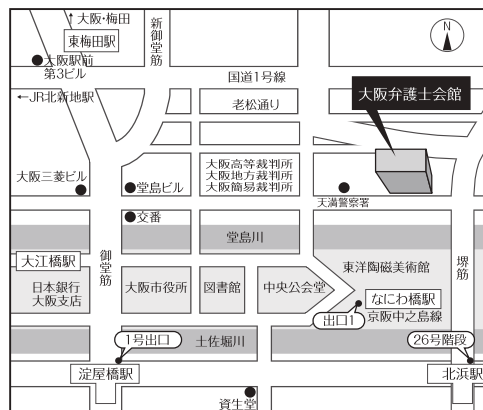 ↑大阪・梅田
東梅田駅
新御堂筋
N
大阪駅前
第3ビル
国道1号線
←JR北新地駅
老松通り
大阪弁護士会館
大阪高等裁判所
大阪地方裁判所
大阪簡易裁判所
大阪三菱ビル
堂島ビル
天満警察署
交番
堂島川
大江橋駅
御堂筋
東洋陶磁美術館
堺筋
日本銀行
大阪支店
大阪市役所
図書館
中央公会堂
なにわ橋駅
出口1
京阪中之島線
1号出口
土佐堀川
26号階段
淀屋橋駅
北浜駅
資生堂